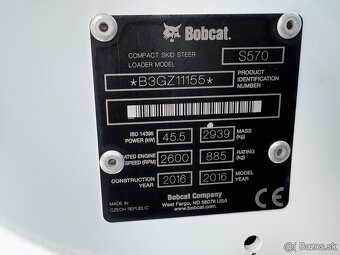 Bobcat.
COMPACT SKID STEER
LOADER MODEL
S570
*B3GZ11155*
PRODUCT
IDENTIFICATION
NUMBER
ISO 14396
POWER (kW)
45.5
2939
MASS
(kg)
RATED ENGINE
SPEED (RPM)
2600
885
RATING
(kg)
CONSTRUCTION
YEAR
2016
2016
MODEL
YEAR
MADE IN
CZECH REPUBLIC
Bobcat Company
West Fargo, ND 58078 USA
www.bobcat.com
CE
bazos.sk